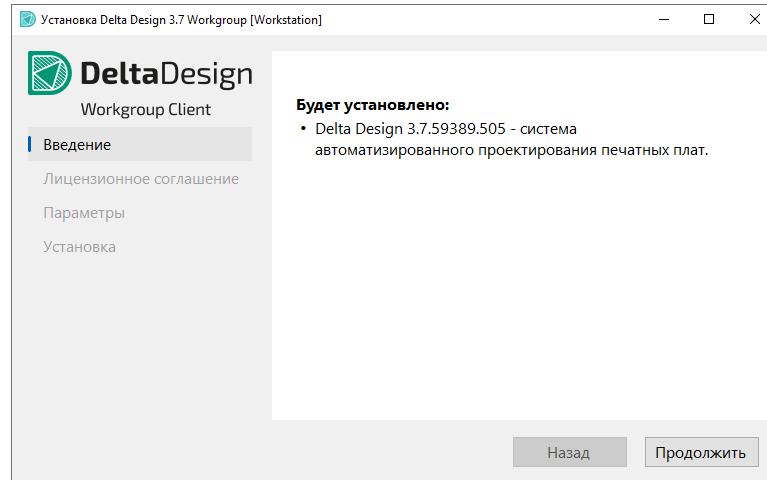 Установка Delta Design 3.7 Workgroup [Workstation]
DeltaDesign
Workgroup Client
Введение
Лицензионное соглашение
Параметры
Установка
Будет установлено:
• Delta Design 3.7.59389.505 - система
автоматизированного проектирования печатных плат.
Назад
Продолжить